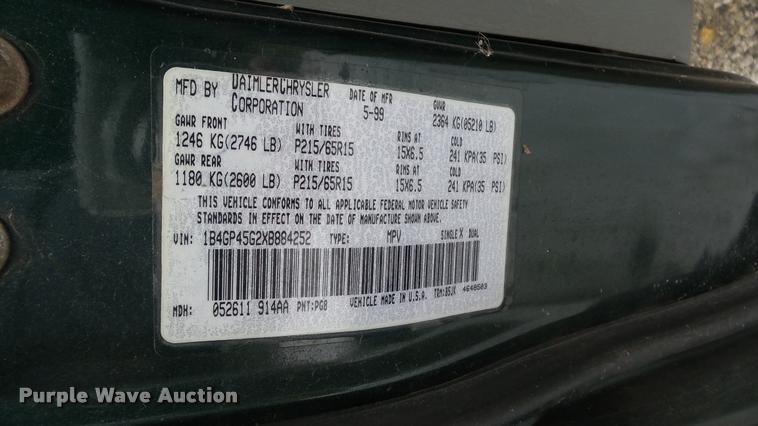 MFD BY DAIMLERCHRYSLER CORPORATION DATE OF MFR 5-99 GVWR 2364 KG(05210 LB)
GAWR FRONT WITH TIRES RIMS AT COLD
1246 KG(2746 LB) P215/65R15 15X6.5 241 KPA(35 PSI)
GAWR REAR WITH TIRES RIMS AT COLD
1180 KG(2600 LB) P215/65R15 15X6.5 241 KPA(35 PSI)
THIS VEHICLE CONFORMS TO ALL APPLICABLE FEDERAL MOTOR VEHICLE SAFETY
STANDARDS IN EFFECT ON THE DATE OF MANUFACTURE SHOWN ABOVE.
VIN: 1B4GP45G2XB884252 TYPE: MPV SINGLE X DUAL
MDH: 052611 914AA PNT:PG8 VEHICLE MADE IN U.S.A. TRM:B5JK 4648503
Purple Wave Auction